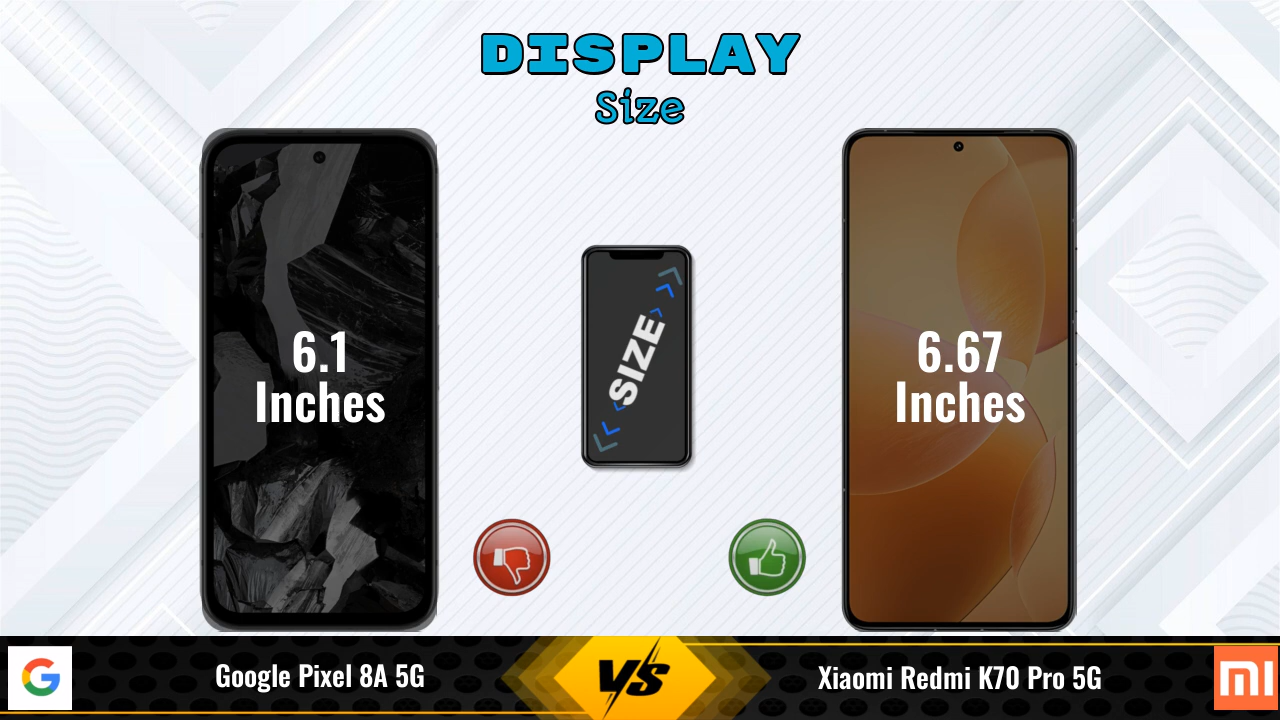 DISPLAY
Size
6.1
Inches
SIZE
6.67
Inches
Google Pixel 8A 5G
VS
Xiaomi Redmi K70 Pro 5G
G
mi